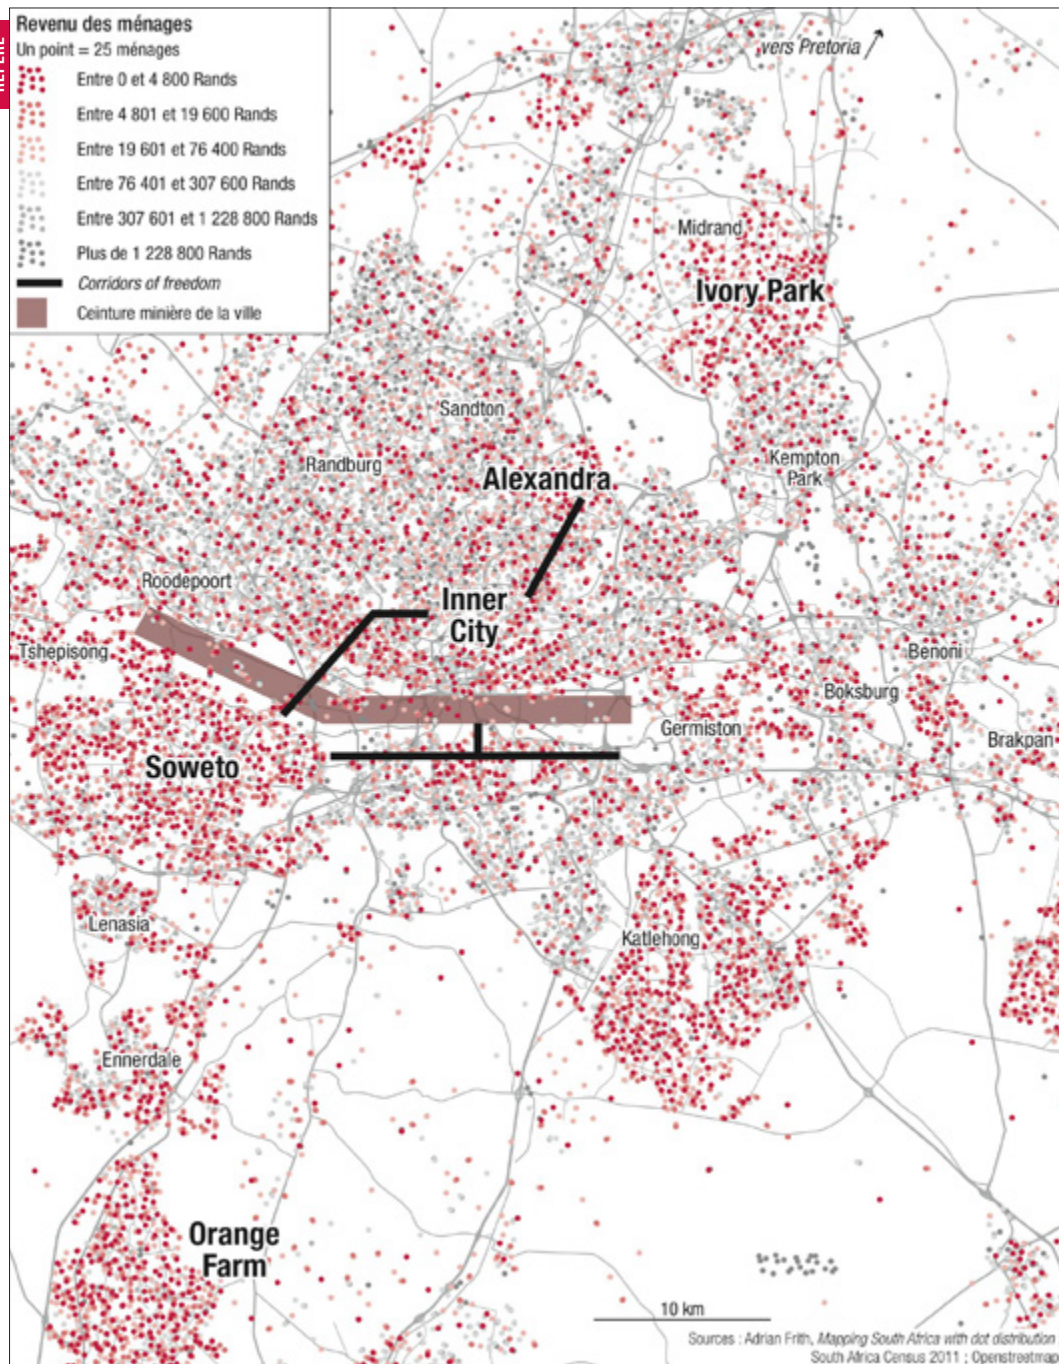 REPÈRE
Revenu des ménages
Un point = 25 ménages
Entre 0 et 4 800 Rands
Entre 4 801 et 19 600 Rands
Entre 19 601 et 76 400 Rands
Entre 76 401 et 307 600 Rands
Entre 307 601 et 1 228 800 Rands
Plus de 1 228 800 Rands
Corridors of freedom
Ceinture minière de la ville
vers Pretoria
Midrand
Ivory Park
Sandton
Randburg
Alexandra
Kempton
Park
Roodepoort
Inner
City
Tshepisong
Benoni
Boksburg
Germiston
Brakpan
Soweto
Lenasia
Katlehong
Ennerdale
Orange
Farm
10 km
Sources : Adrian Frith, Mapping South Africa with dot distribution
South Africa Census 2011 ; Openstreetmap